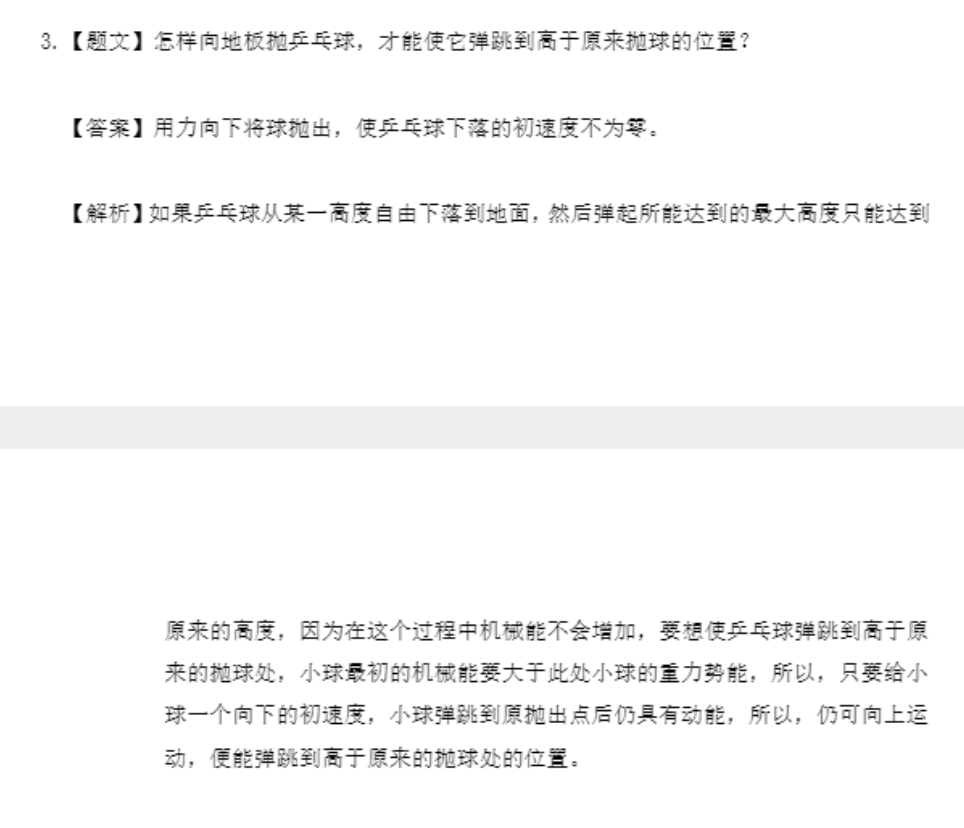 3.【题文】怎样向地板抛乒乓球，才能使它弹跳到高于原来抛球的位置？
【答案】用力向下将球抛出，使乒乓球下落的初速度不为零。
【解析】如果乒乓球从某一高度自由下落到地面，然后弹起所能达到的最大高度只能达到
原来的高度，因为在这个过程中机械能不会增加，要想使乒乓球弹跳到高于原
来的抛球处，小球最初的机械能要大于此处小球的重力势能，所以，只要给小
球一个向下的初速度，小球弹跳到原抛出点后仍具有动能，所以，仍可向上运
动，便能弹跳到高于原来的抛球处的位置。